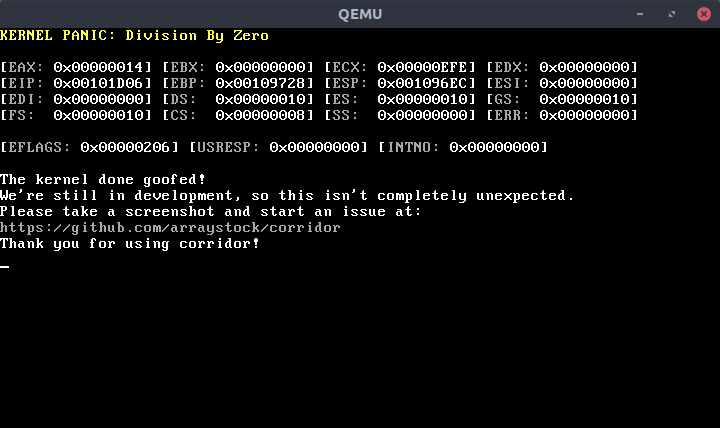 QEMU
KERNEL PANIC: Division By Zero
[EAX: 0x00000014] [EBX: 0x00000000] [ECX: 0x00000EFE] [EDX: 0x00000000]
[EIP: 0x00101D06] [EBP: 0x00109728] [ESP: 0x001096EC] [ESI: 0x00000000]
[EDI: 0x00000000] [DS:  0x00000010] [ES:  0x00000010] [GS:  0x00000010]
[FS:  0x00000010] [CS:  0x00000008] [SS:  0x00000000] [ERR: 0x00000000]
[EFLAGS: 0x00000206] [USRESP: 0x00000000] [INTNO: 0x00000000]
The kernel done goofed!
We're still in development, so this isn't completely unexpected.
Please take a screenshot and start an issue at:
https://github.com/arraystock/corridor
Thank you for using corridor!